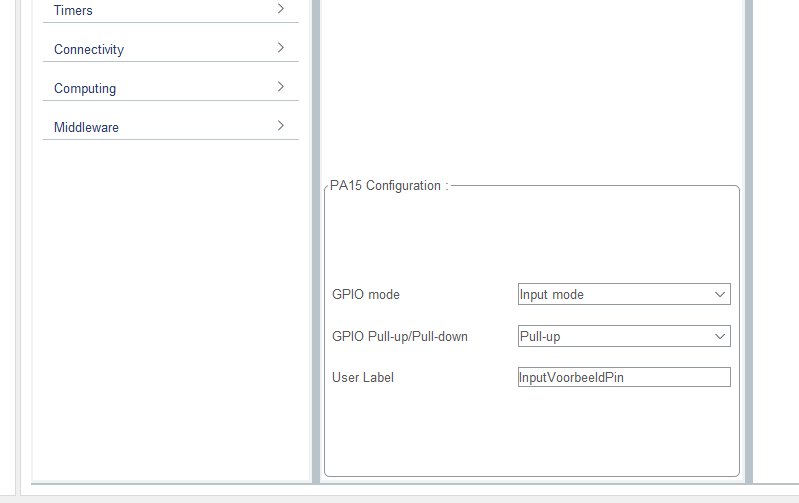 Timers
Connectivity
Computing
Middleware
PA15 Configuration :
GPIO mode
Input mode
GPIO Pull-up/Pull-down
Pull-up
User Label
InputVoorbeeldPin